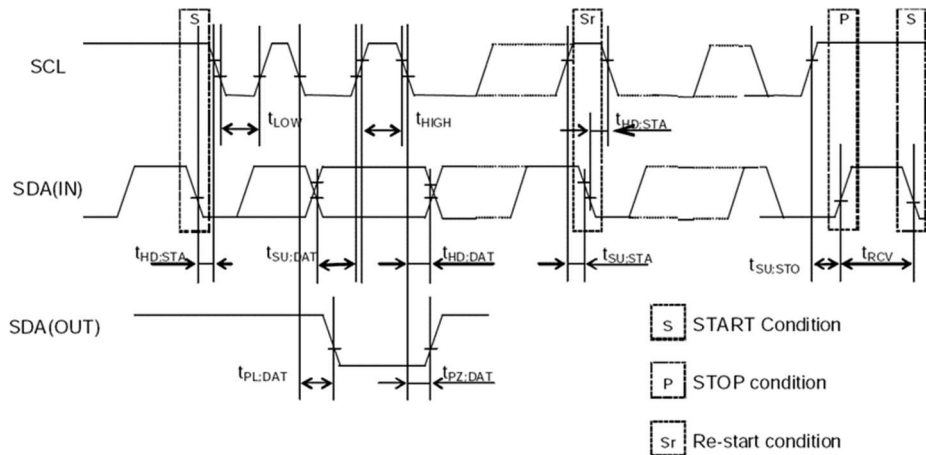 S
Sr
P
S
SCL
tLOW
tHIGH
tHD;STA
SDA(IN)
tHD;STA
tSU;DAT
tHD;DAT
tSU;STA
tSU;STO
tRCV
SDA(OUT)
tPL;DAT
tPZ;DAT
S START Condition
P STOP condition
Sr Re-start condition